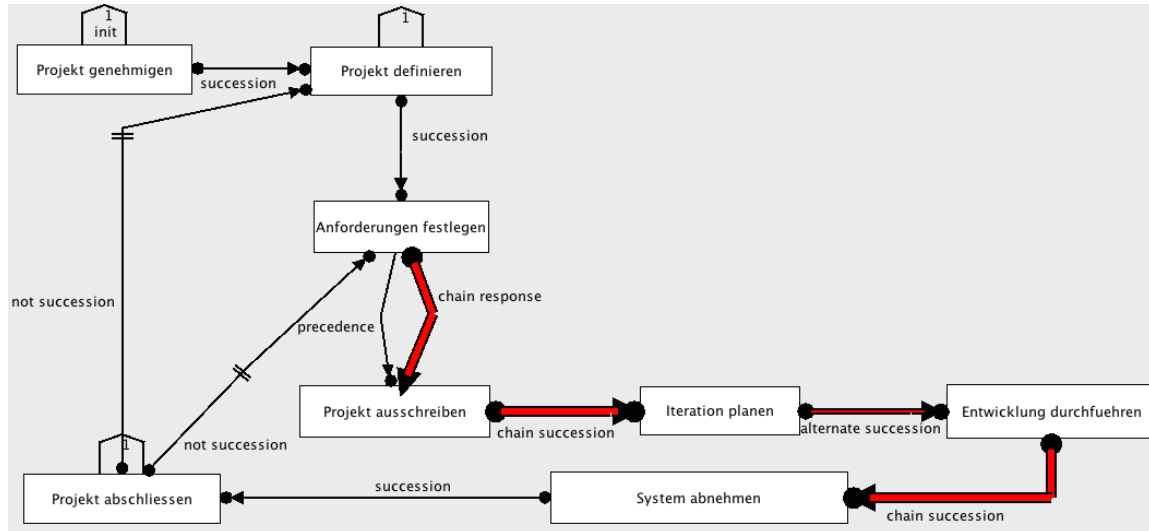 1
init
1
Projekt genehmigen
Projekt definieren
succession
succession
Anforderungen festlegen
not succession
chain response
precedence
Projekt ausschreiben
Iteration planen
Entwicklung durchfuehren
chain succession
alternate succession
not succession
1
Projekt abschliessen
succession
System abnehmen
chain succession